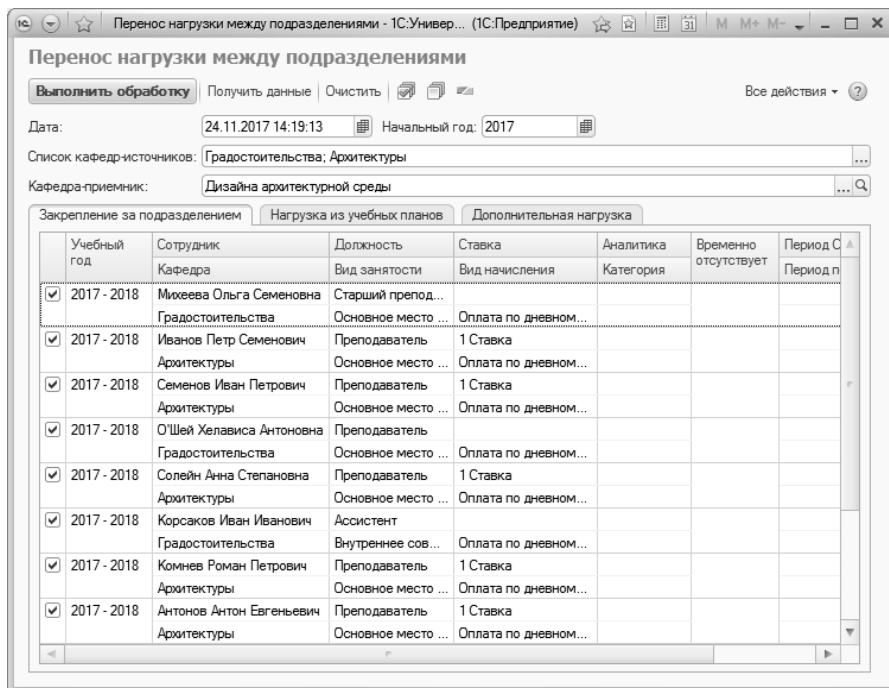 Перенос нагрузки между подразделениями - 1С:Универ... (1С:Предприятие)
M M+ M-
Перенос нагрузки между подразделениями
Выполнить обработку Получить данные Очистить Все действия
Дата: 24.11.2017 14:19:13 Начальный год: 2017
Список кафедр-источников: Градостоительства; Архитектуры ...
Кафедра-приемник: Дизайна архитектурной среды ...
Закрепление за подразделением Нагрузка из учебных планов Дополнительная нагрузка
Учебный год Сотрудник Должность Ставка Аналитика Временно отсутствует Период С
Кафедра Вид занятости Вид начисления Категория Период п
2017 - 2018 Михеева Ольга Семеновна Старший препод...
Градостоительства Основное место ... Оплата по дневном...
2017 - 2018 Иванов Петр Семенович Преподаватель 1 Ставка
Архитектуры Основное место ... Оплата по дневном...
2017 - 2018 Семенов Иван Петрович Преподаватель 1 Ставка
Архитектуры Основное место ... Оплата по дневном...
2017 - 2018 О'Шей Хелависа Антоновна Преподаватель
Градостоительства Основное место ... Оплата по дневном...
2017 - 2018 Солейн Анна Степановна Преподаватель 1 Ставка
Архитектуры Основное место ... Оплата по дневном...
2017 - 2018 Корсаков Иван Иванович Ассистент
Градостоительства Внутреннее сов... Оплата по дневном...
2017 - 2018 Комнев Роман Петрович Преподаватель 1 Ставка
Архитектуры Основное место ... Оплата по дневном...
2017 - 2018 Антонов Антон Евгеньевич Преподаватель 1 Ставка
Архитектуры Основное место ... Оплата по дневном...